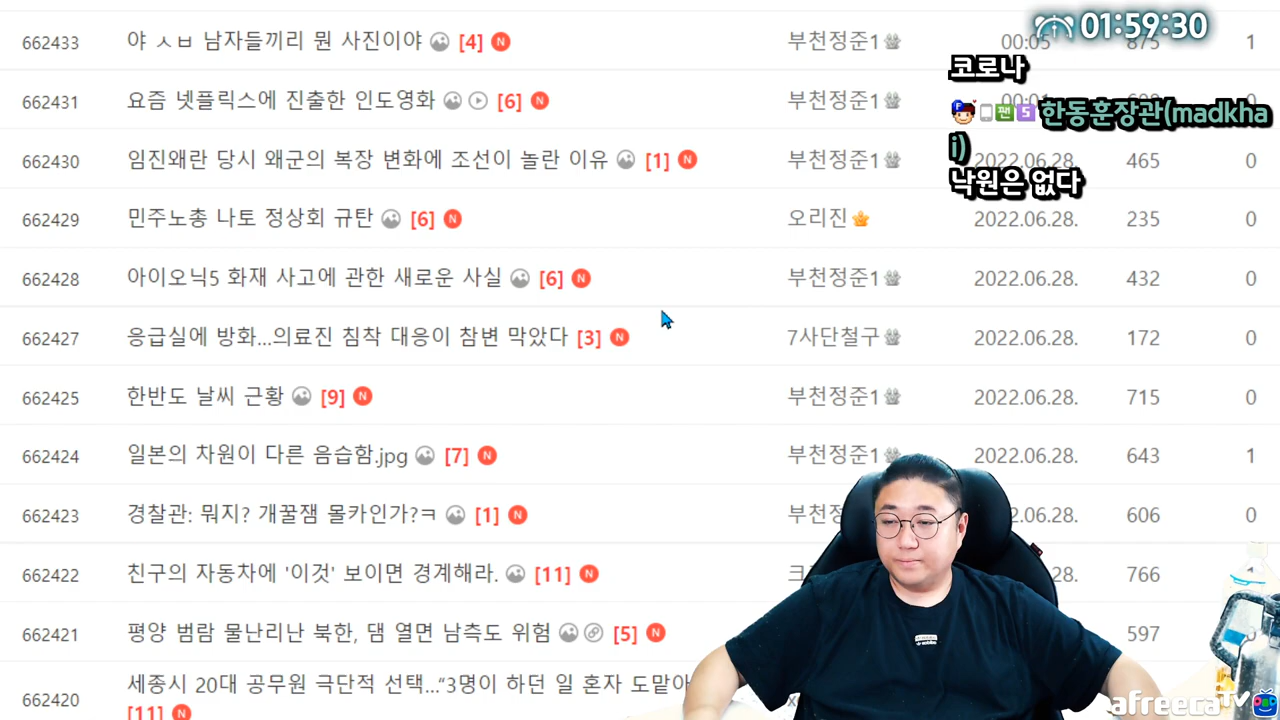 01:59:30
662433 야 ㅅㅂ 남자들끼리 뭔 사진이야 [4] N 부천정준1 00:05 875 1
코로나
662431 요즘 넷플릭스에 진출한 인도영화 [6] N 부천정준1
F 팬 5 한동훈장관(madkha
i)
662430 임진왜란 당시 왜군의 복장 변화에 조선이 놀란 이유 [1] N 부천정준1 2022.06.28. 465 0
낙원은 없다
662429 민주노총 나토 정상회 규탄 [6] N 오리진 2022.06.28. 235 0
662428 아이오닉5 화재 사고에 관한 새로운 사실 [6] N 부천정준1 2022.06.28. 432 0
662427 응급실에 방화...의료진 침착 대응이 참변 막았다 [3] N 7사단철구 2022.06.28. 172 0
662425 한반도 날씨 근황 [9] N 부천정준1 2022.06.28. 715 0
662424 일본의 차원이 다른 음습함.jpg [7] N 부천정준1 2022.06.28. 643 1
662423 경찰관: 뭐지? 개꿀잼 몰카인가?ㅋ [1] N 부천 2.06.28. 606 0
662422 친구의 자동차에 '이것' 보이면 경계해라. [11] N 크 28. 766 1
662421 평양 범람 물난리난 북한, 댐 열면 남측도 위험 [5] N 597
662420 세종시 20대 공무원 극단적 선택...“3명이 하던 일 혼자 도맡아
[11] N
afreecaTV